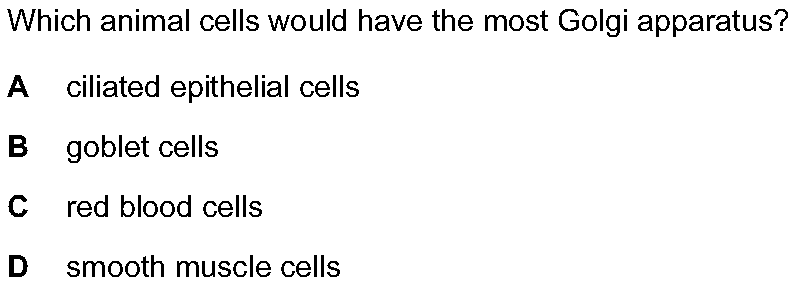 Which animal cells would have the most Golgi apparatus?
A ciliated epithelial cells
B goblet cells
C red blood cells
D smooth muscle cells